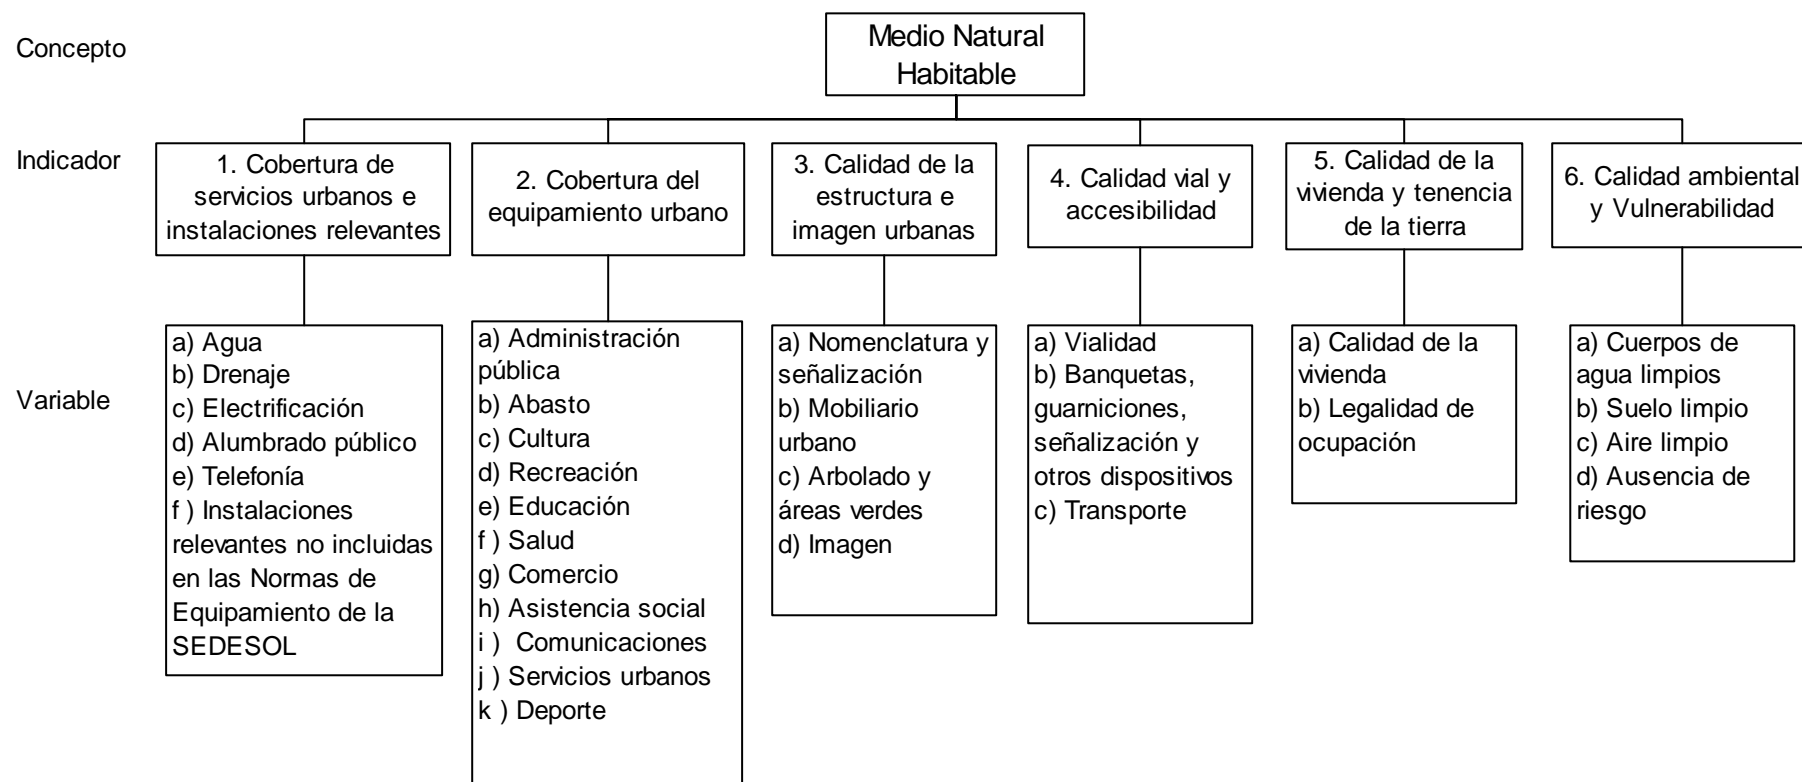 Concepto
Medio Natural
Habitable
Indicador
1. Cobertura de
servicios urbanos e
instalaciones relevantes
2. Cobertura del
equipamiento urbano
3. Calidad de la
estructura e
imagen urbanas
4. Calidad vial y
accesibilidad
5. Calidad de la
vivienda y tenencia
de la tierra
6. Calidad ambiental
y Vulnerabilidad
Variable
a) Agua
b) Drenaje
c) Electrificación
d) Alumbrado público
e) Telefonía
f ) Instalaciones
relevantes no incluidas
en las Normas de
Equipamiento de la
SEDESOL
a) Administración
pública
b) Abasto
c) Cultura
d) Recreación
e) Educación
f ) Salud
g) Comercio
h) Asistencia social
i ) Comunicaciones
j ) Servicios urbanos
k ) Deporte
a) Nomenclatura y
señalización
b) Mobiliario
urbano
c) Arbolado y
áreas verdes
d) Imagen
a) Vialidad
b) Banquetas,
guarniciones,
señalización y
otros dispositivos
c) Transporte
a) Calidad de la
vivienda
b) Legalidad de
ocupación
a) Cuerpos de
agua limpios
b) Suelo limpio
c) Aire limpio
d) Ausencia de
riesgo